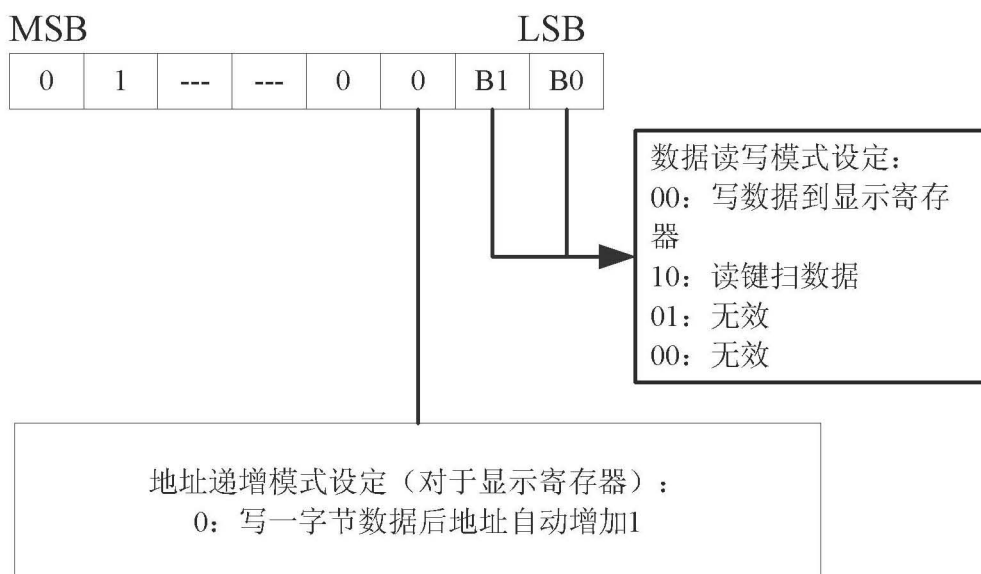 MSB LSB
0 1 --- --- 0 0 B1 B0
数据读写模式设定：
00：写数据到显示寄存
器
10：读键扫数据
01：无效
00：无效
地址递增模式设定（对于显示寄存器）：
0：写一字节数据后地址自动增加1